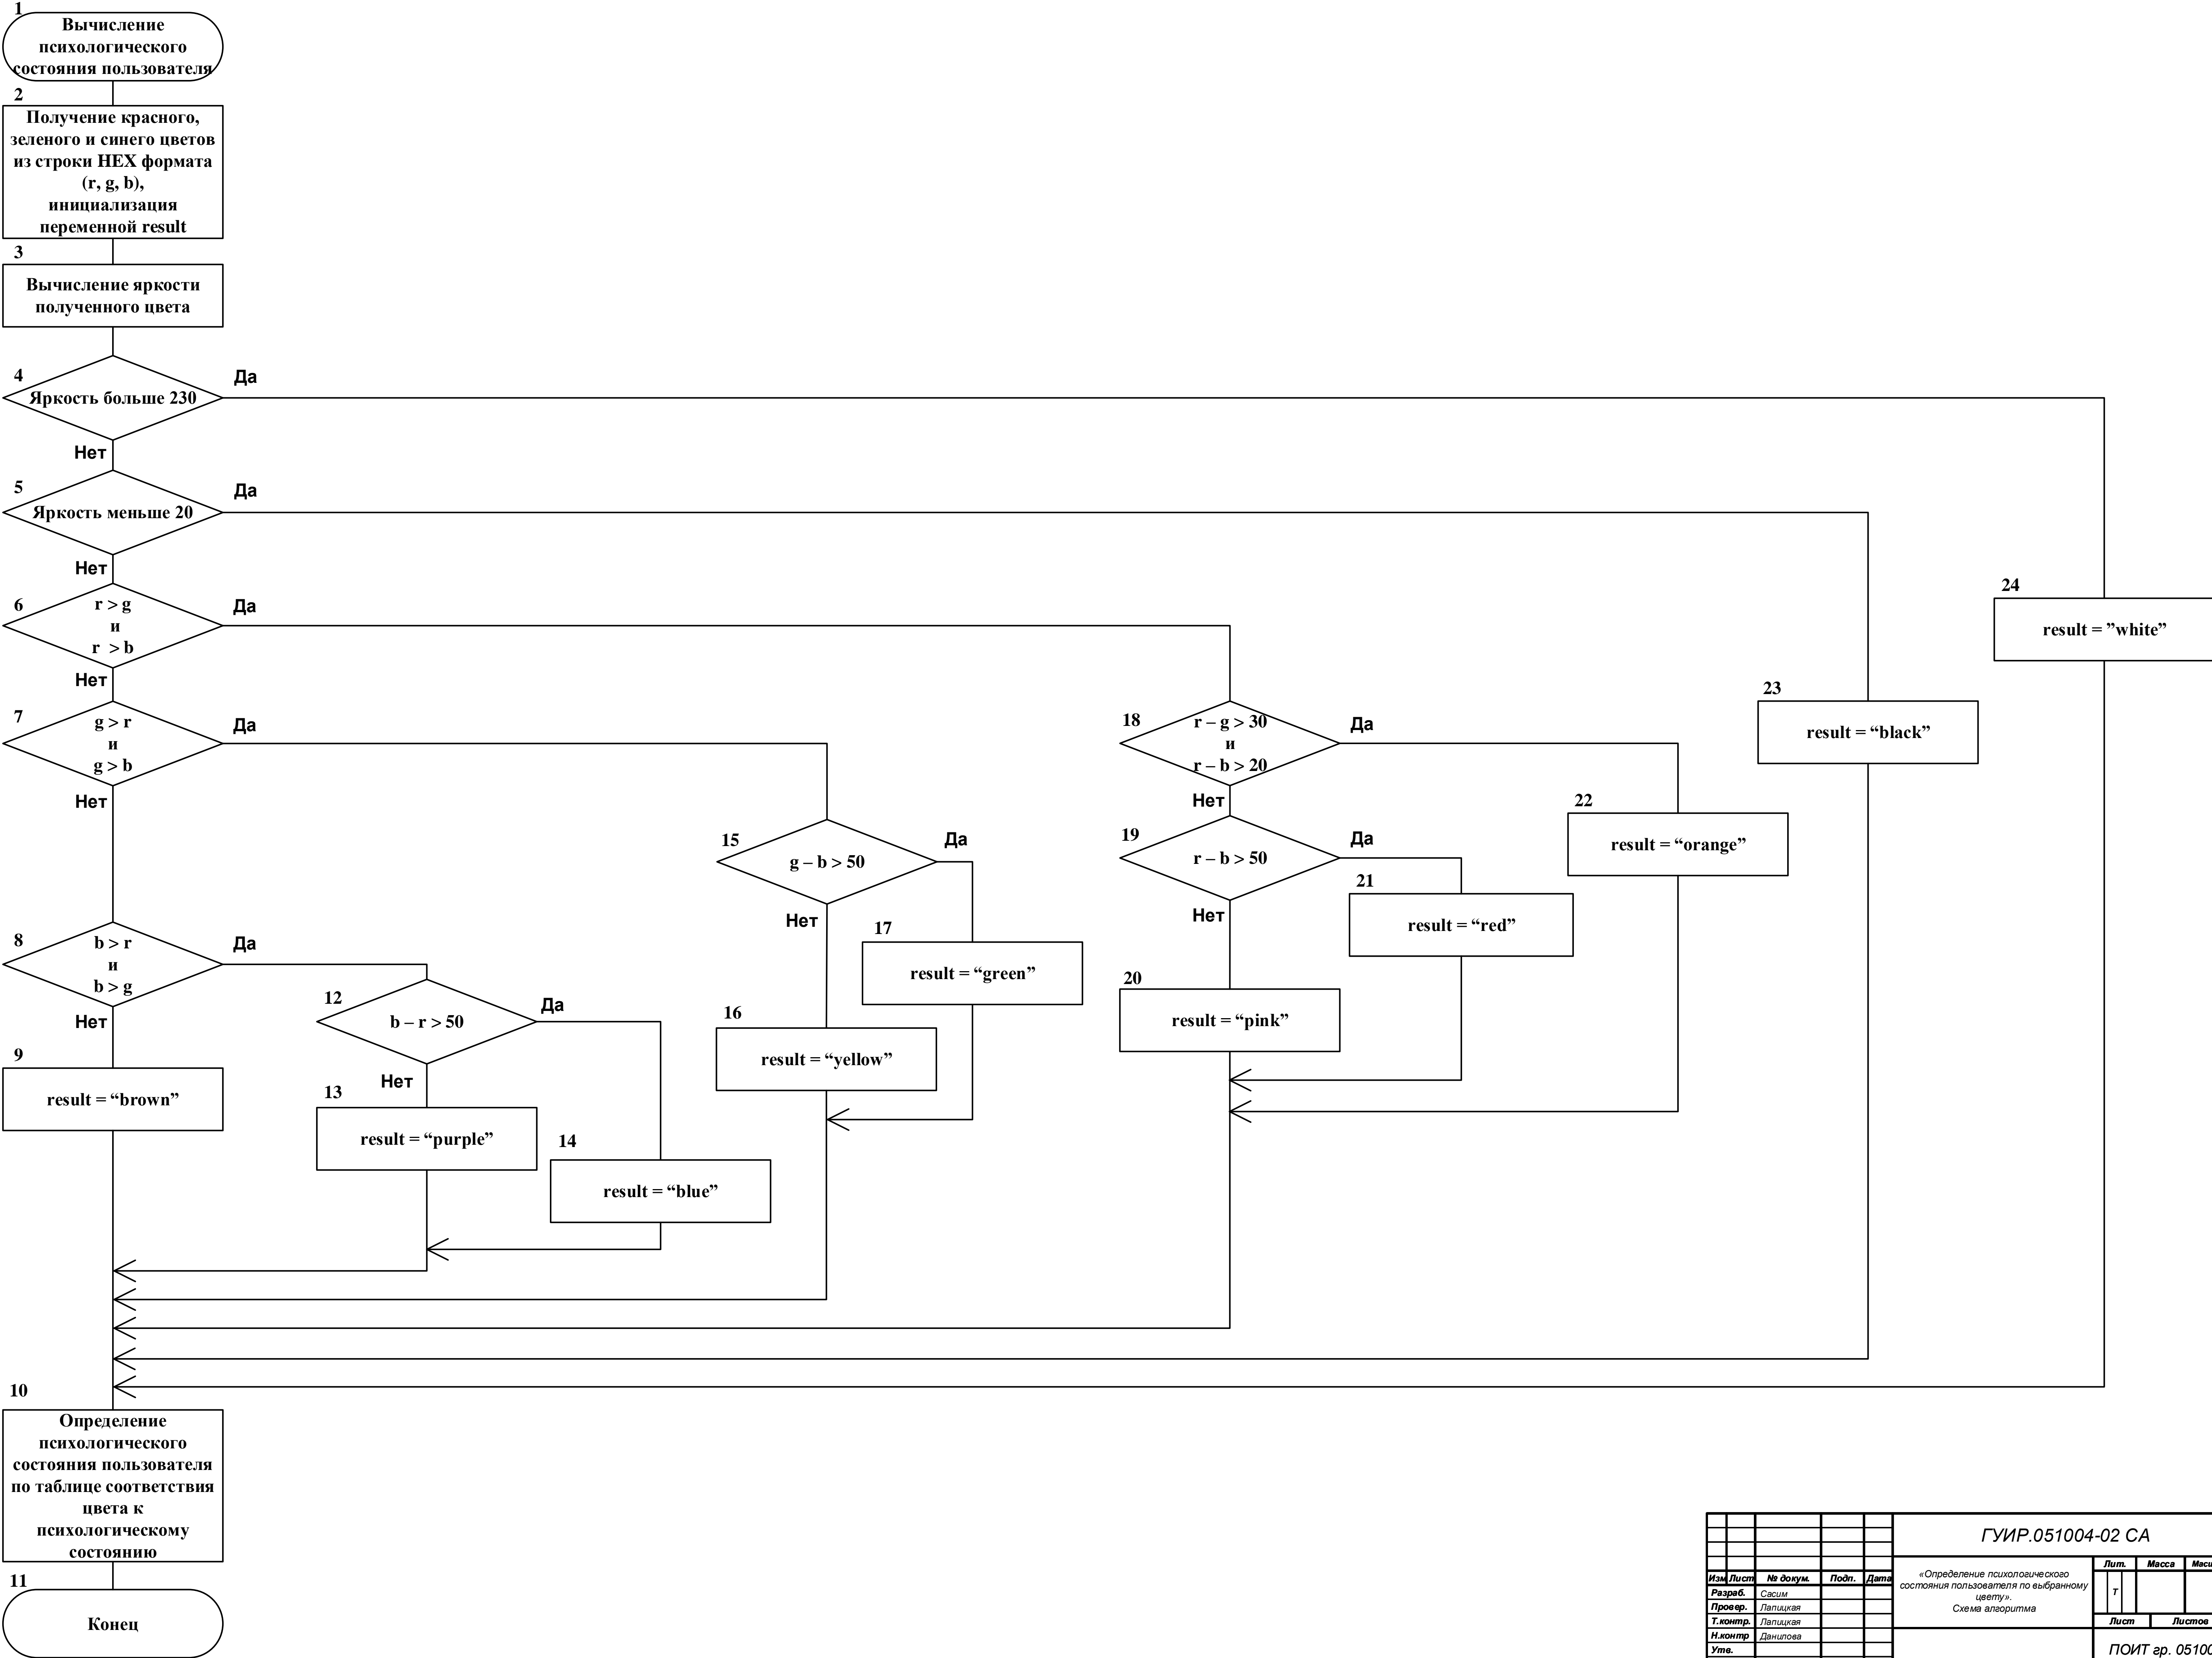 1
Вычисление
психологического
состояния пользователя
2
Получение красного,
зеленого и синего цветов
из строки HEX формата
(r, g, b),
инициализация
переменной result
3
Вычисление яркости
полученного цвета
4
Яркость больше 230
Да
Нет
5
Яркость меньше 20
Да
Нет
6
r > g
и
r > b
Да
Нет
7
g > r
и
g > b
Да
Нет
8
b > r
и
b > g
Да
Нет
9
result = “brown”
12
b – r > 50
Да
Нет
13
result = “purple”
14
result = “blue”
15
g – b > 50
Да
Нет
16
result = “yellow”
17
result = “green”
18
r – g > 30
и
r – b > 20
Да
Нет
19
r – b > 50
Да
Нет
20
result = “pink”
21
result = “red”
22
result = “orange”
23
result = “black”
24
result = ”white”
10
Определение
психологического
состояния пользователя
по таблице соответствия
цвета к
психологическому
состоянию
11
Конец
ГУИР.051004-02 СА
Изм Лист № докум. Подп. Дата
Разраб. Сасим
Провер. Лапицкая
Т.контр. Лапицкая
Н.контр Данилова
Утв.
«Определение психологического
состояния пользователя по выбранному
цвету».
Схема алгоритма
Лит. Масса
Т
Лист Листов
ПОИТ гр.